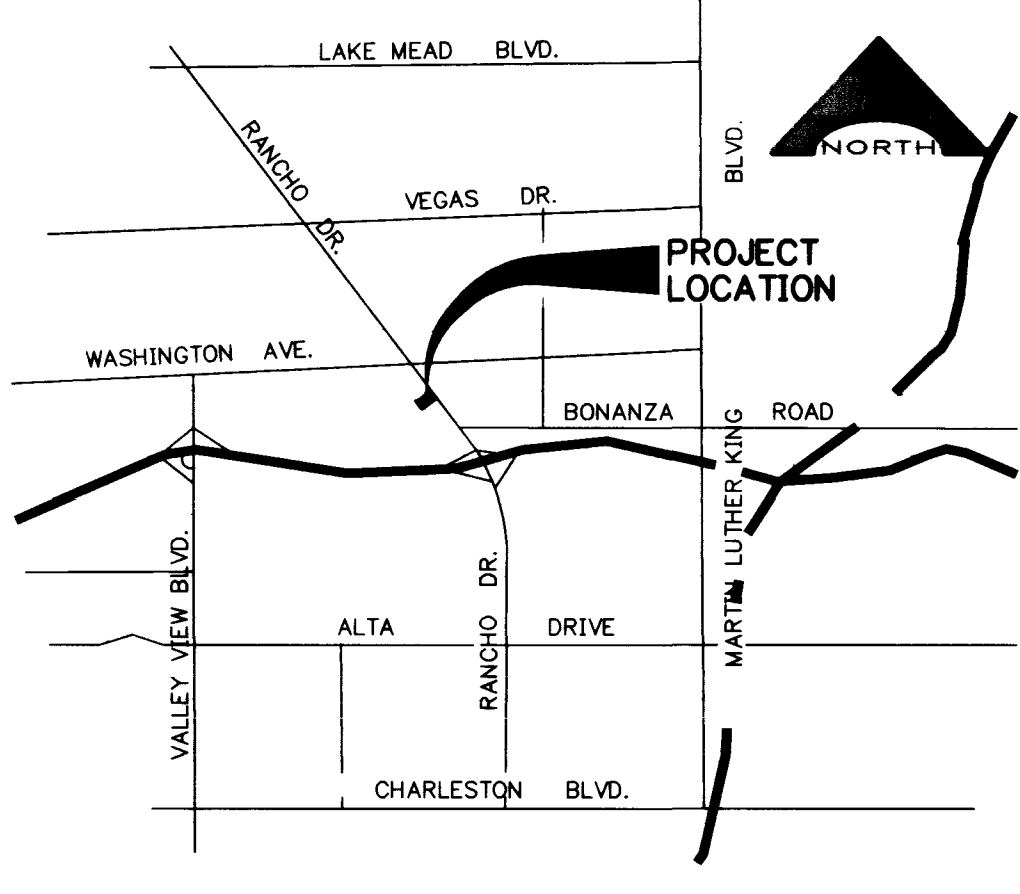 LAKE MEAD BLVD.
RANCHO DR.
BLVD.
NORTH
VEGAS DR.
PROJECT
LOCATION
WASHINGTON AVE.
BONANZA ROAD
MARTIN LUTHER KING
VALLEY VIEW BLVD.
RANCHO DR.
ALTA DRIVE
CHARLESTON BLVD.